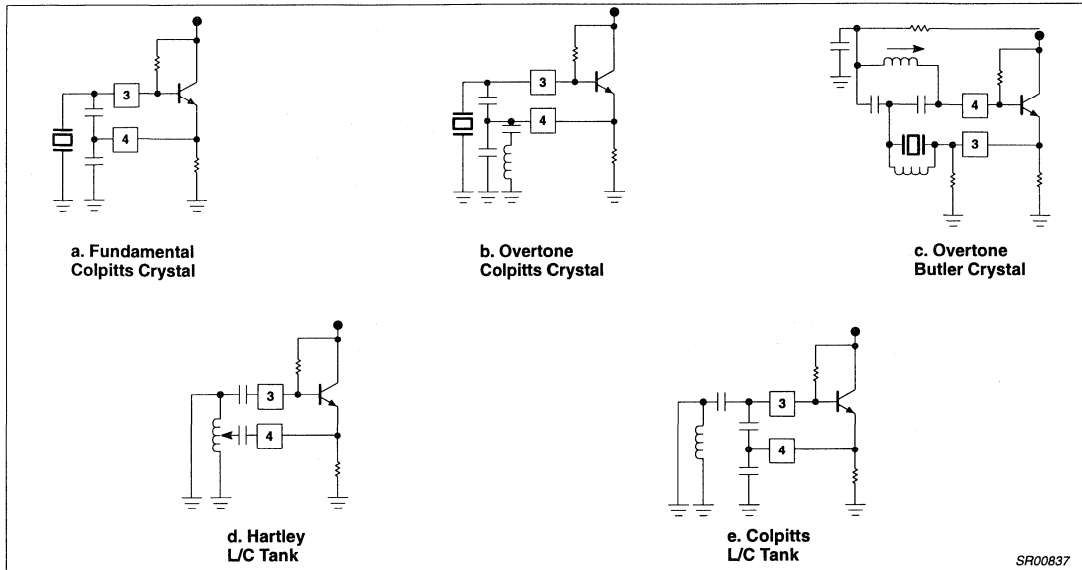 3
4
a. Fundamental
Colpitts Crystal
3
4
b. Overtone
Colpitts Crystal
4
3
c. Overtone
Butler Crystal
3
4
d. Hartley
L/C Tank
3
4
e. Colpitts
L/C Tank
SR00837